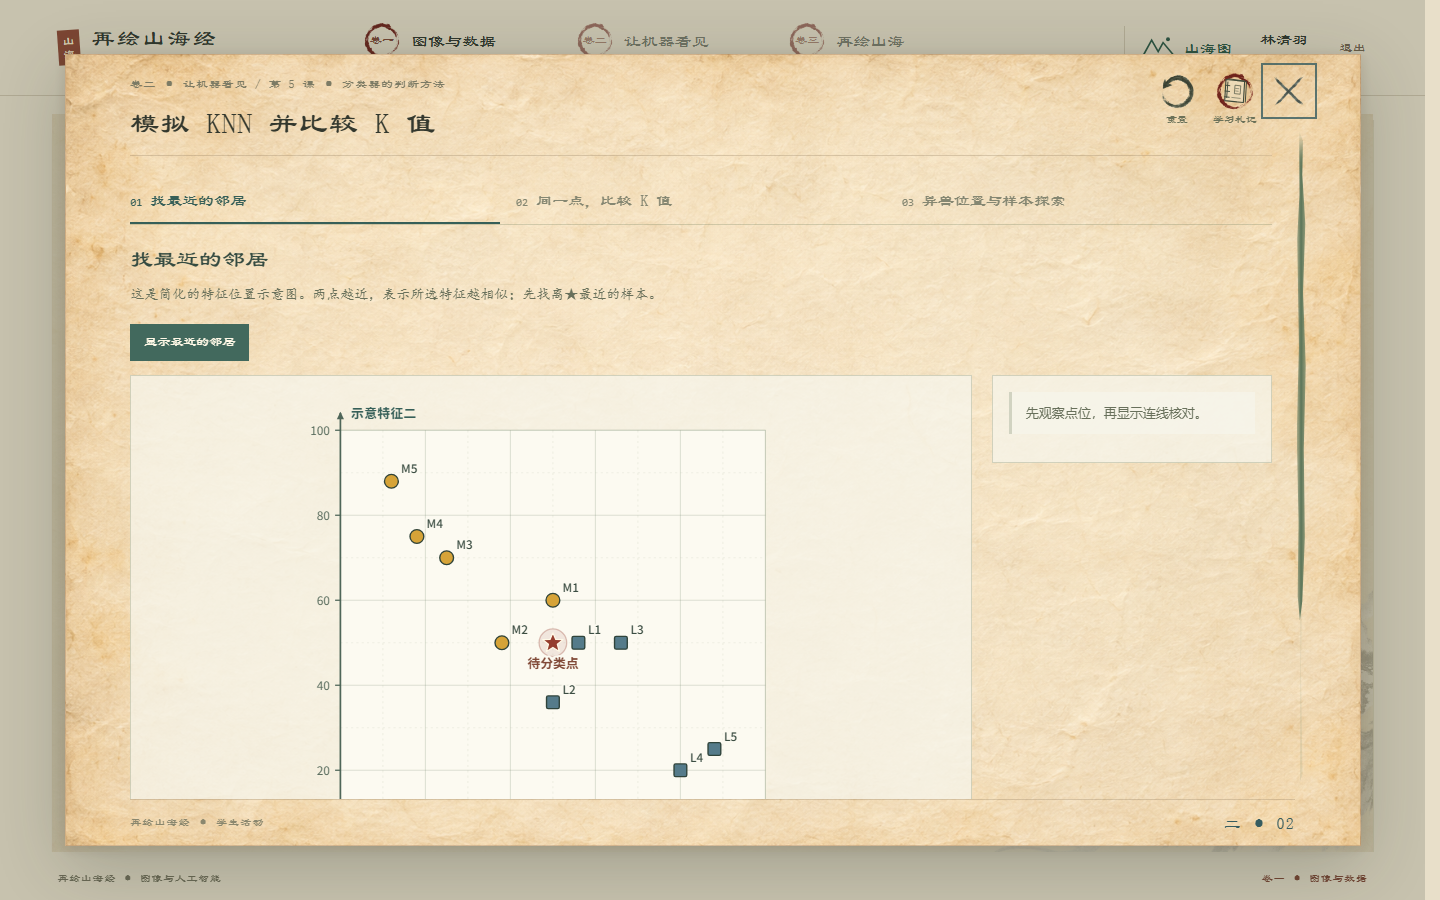 山海
再绘山海经
卷一 图像与数据
卷二 让机器看见
卷三 再绘山海
山海图
林清羽
退出
卷二 • 让机器看见 / 第 5 课 • 分类器的判断方法
重置
学习札记
模拟 KNN 并比较 K 值
01 找最近的邻居
02 同一点，比较 K 值
03 异兽位置与样本探索
找最近的邻居
这是简化的特征位置示意图。两点越近，表示所选特征越相似；先找离★最近的样本。
显示最近的邻居
先观察点位，再显示连线核对。
示意特征二
100
M5
80
M4
M3
60
M1
M2
L1
L3
待分类点
40
L2
L5
L4
20
再绘山海经 • 学生活动
二 • 02
再绘山海经 • 图像与人工智能
卷一 • 图像与数据